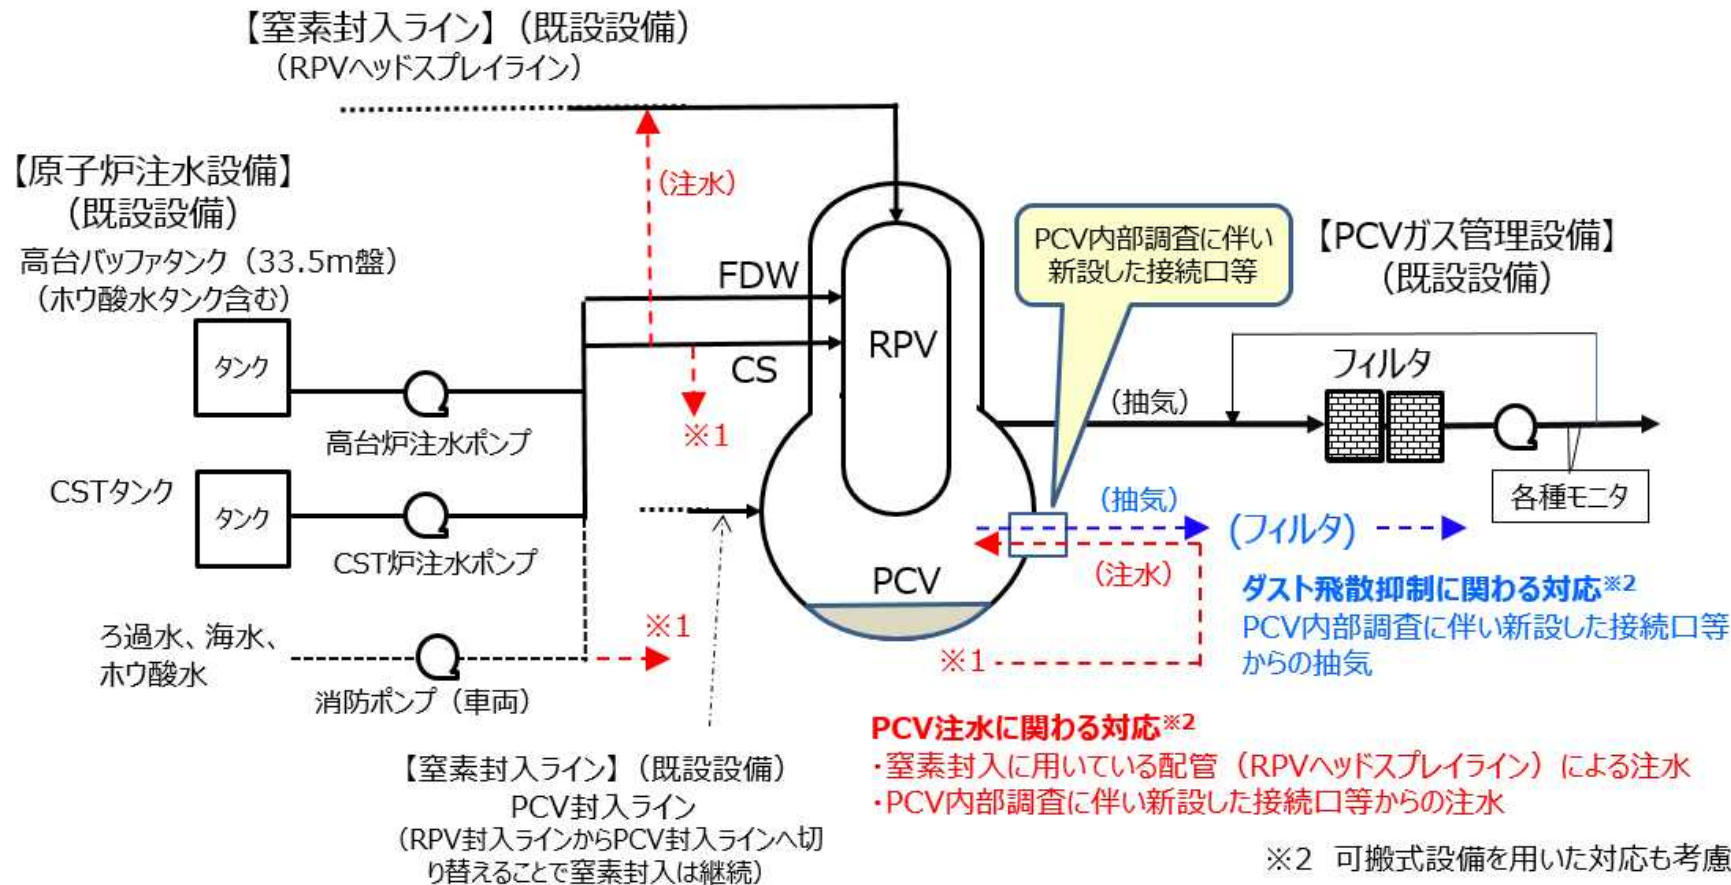 【窒素封入ライン】（既設設備）
（RPVヘッドスプレイライン）
【原子炉注水設備】
（既設設備）
高台バッファタンク（33.5m盤）
（ホウ酸水タンク含む）
タンク
高台炉注水ポンプ
CSTタンク
タンク
CST炉注水ポンプ
ろ過水、海水、
ホウ酸水
消防ポンプ（車両）
※1
（注水）
FDW
CS
※1
RPV
PCV
PCV内部調査に伴い
新設した接続口等
【PCVガス管理設備】
（既設設備）
（抽気）
フィルタ
各種モニタ
（抽気）
(フィルタ)
（注水）
※1
ダスト飛散抑制に関わる対応※2
PCV内部調査に伴い新設した接続口等
からの抽気
PCV注水に関わる対応※2
・窒素封入に用いている配管（RPVヘッドスプレイライン）による注水
・PCV内部調査に伴い新設した接続口等からの注水
【窒素封入ライン】（既設設備）
PCV封入ライン
（RPV封入ラインからPCV封入ラインへ切
り替えることで窒素封入は継続）
※2　可搬式設備を用いた対応も考慮